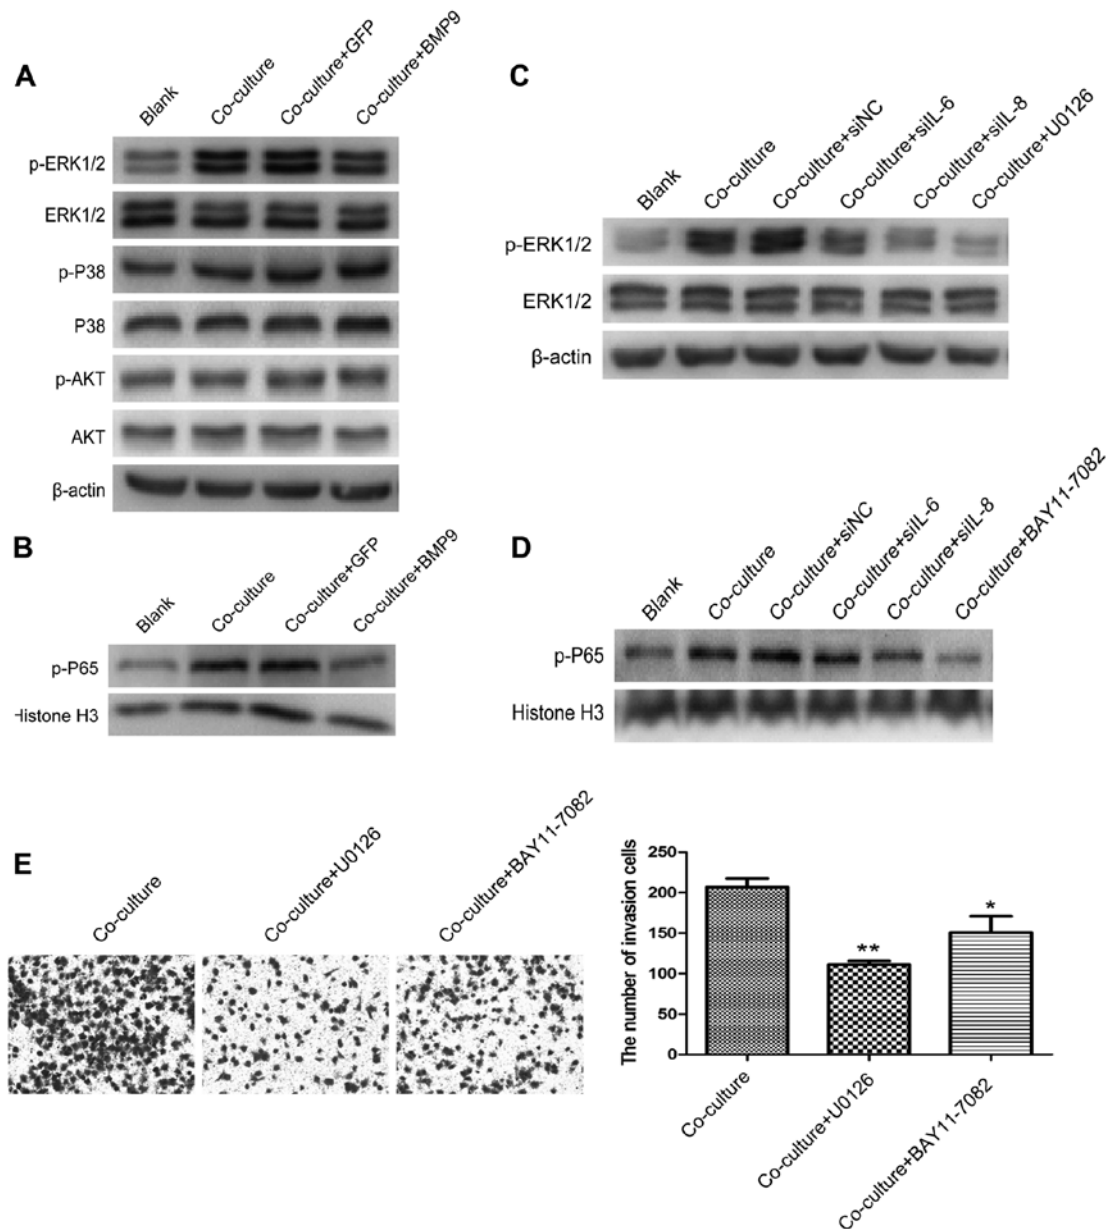 A
Blank
Co-culture
Co-culture+GFP
Co-culture+BMP9
p-ERK1/2
ERK1/2
p-P38
P38
p-AKT
AKT
β-actin
C
Blank
Co-culture
Co-culture+siNC
Co-culture+siIL-6
Co-culture+siIL-8
Co-culture+U0126
p-ERK1/2
ERK1/2
β-actin
B
Blank
Co-culture
Co-culture+GFP
Co-culture+BMP9
p-P65
Histone H3
D
Blank
Co-culture
Co-culture+siNC
Co-culture+siIL-6
Co-culture+siIL-8
Co-culture+BAY11-7082
p-P65
Histone H3
E
Co-culture
Co-culture+U0126
Co-culture+BAY11-7082
The number of invasion cells
250
200
150
100
50
0
**
*
Co-culture
Co-culture+U0126
Co-culture+BAY11-7082